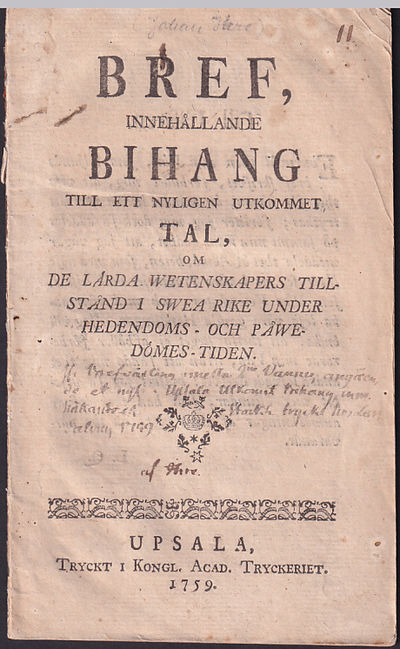 Johan Ihre
11
BREF,
INNEHÅLLANDE
BIHANG
TILL ETT NYLIGEN UTKOMMET,
TAL,
OM
DE LÄRDA WETENSKAPERS TILL-
STÅND I SWEA RIKE UNDER
HEDENDOMS - OCH PÅWE-
DÖMES - TIDEN.
af Ihre.
UPSALA,
TRYCKT I KONGL. ACAD. TRYCKERIET.
1759.